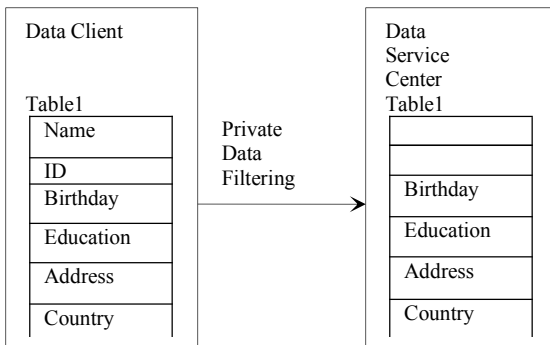 Data Client
Table1
Name
ID
Birthday
Education
Address
Country
Private
Data
Filtering
Data
Service
Center
Table1
Birthday
Education
Address
Country